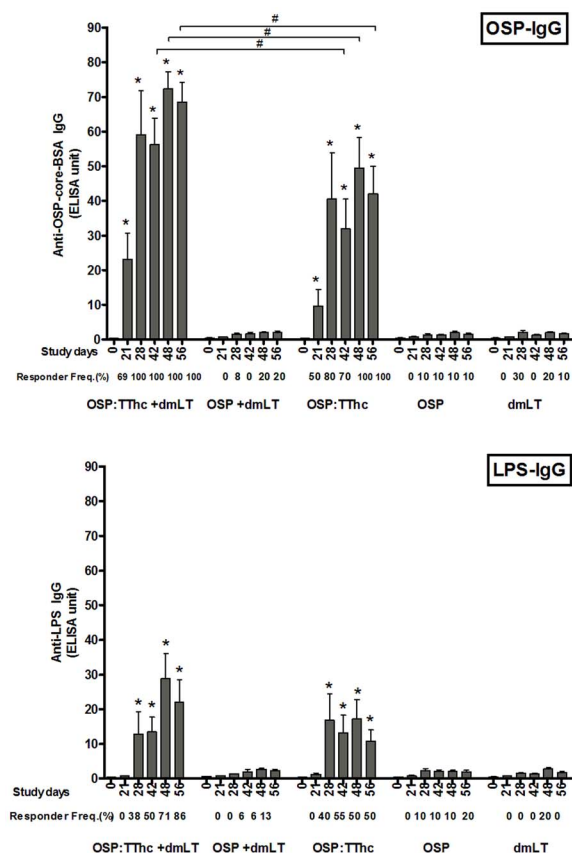 OSP-IgG
# 
#
#
90
80
70
60
50
40
30
20
10
0
Anti-OSP-core-BSA IgG
(ELISA unit)
* * * * *
* * * * *
Study days 0 21 28 42 48 56 0 21 28 42 48 56 0 21 28 42 48 56 0 21 28 42 48 56 0 21 28 42 48 56
Responder Freq.(%) 69 100 100 100 100 0 8 0 20 20 50 80 70 100 100 0 10 10 10 10 0 30 0 20 10
OSP:TThc +dmLT OSP +dmLT OSP:TThc OSP dmLT
LPS-IgG
90
80
70
60
50
40
30
20
10
0
Anti-LPS IgG
(ELISA unit)
* * * *
* * * *
Study days 0 21 28 42 48 56 0 21 28 42 48 56 0 21 28 42 48 56 0 21 28 42 48 56 0 21 28 42 48 56
Responder Freq.(%) 0 38 50 71 86 0 0 6 6 13 0 40 55 50 50 0 10 10 10 20 0 0 0 20 0
OSP:TThc +dmLT OSP +dmLT OSP:TThc OSP dmLT